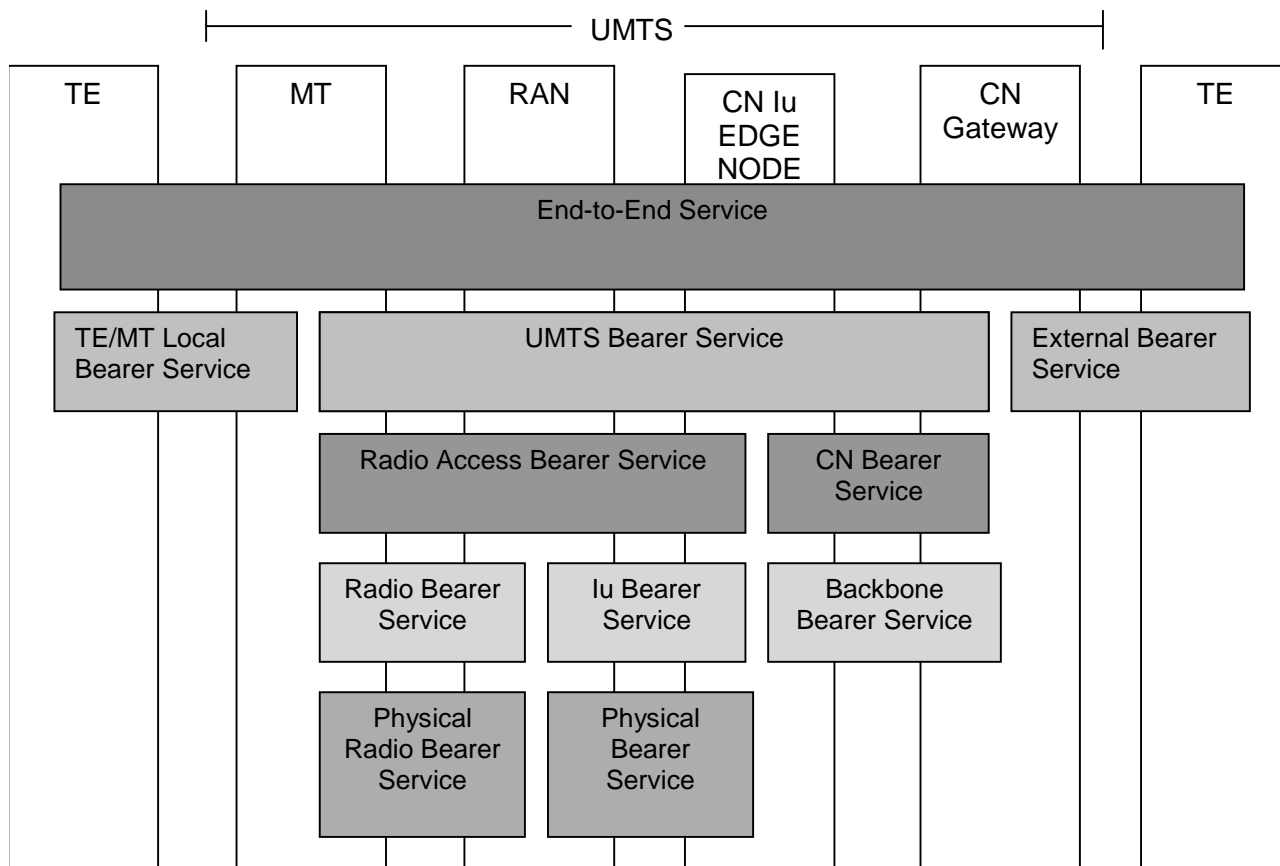 UMTS
TE
MT
RAN
CN Iu
EDGE
NODE
CN
Gateway
TE
End-to-End Service
TE/MT Local
Bearer Service
UMTS Bearer Service
External Bearer
Service
Radio Access Bearer Service
CN Bearer
Service
Radio Bearer
Service
Iu Bearer
Service
Backbone
Bearer Service
Physical
Radio Bearer
Service
Physical
Bearer
Service